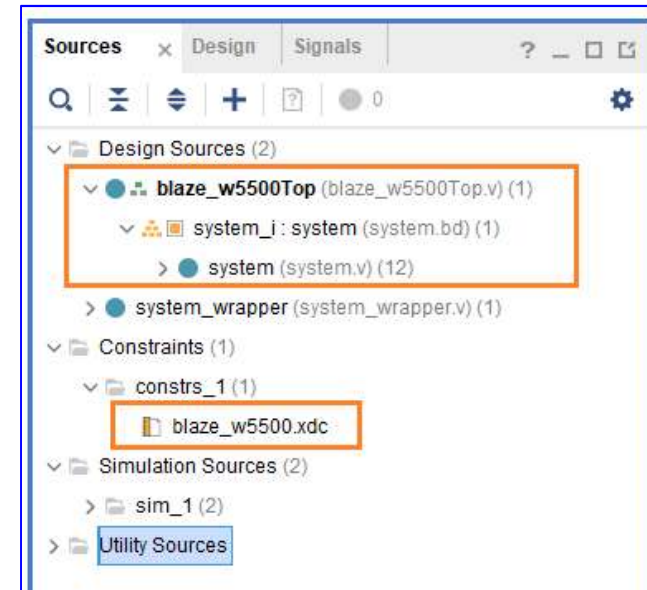 Sources Design Signals ? _
0
Design Sources (2)
blaze_w5500Top (blaze_w5500Top.v) (1)
system_i : system (system.bd) (1)
system (system.v) (12)
system_wrapper (system_wrapper.v) (1)
Constraints (1)
constrs_1 (1)
blaze_w5500.xdc
Simulation Sources (2)
sim_1 (2)
Utility Sources